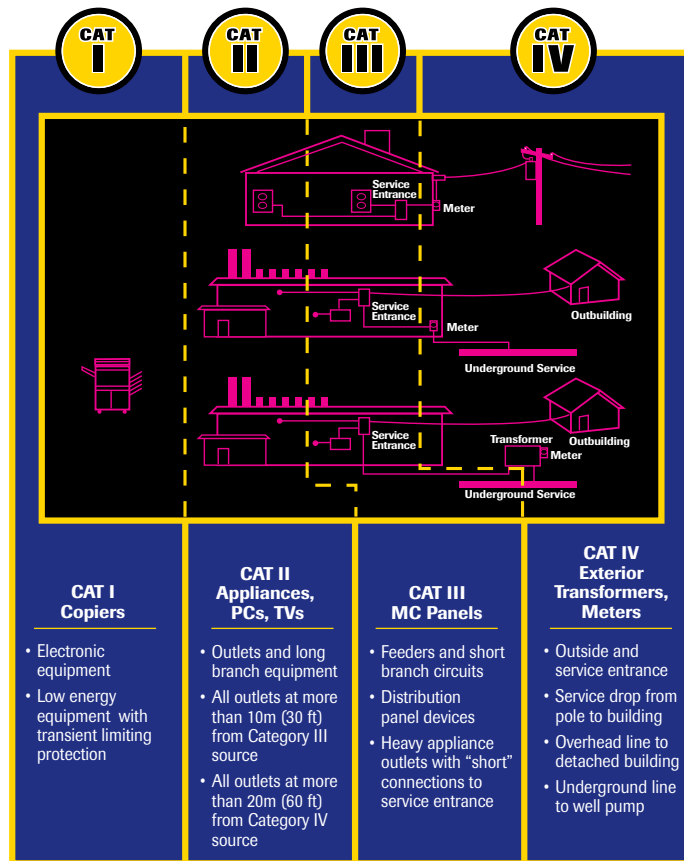 CAT
I
CAT
II
CAT
III
CAT
IV
Service
Entrance
Meter
Service
Entrance
Meter
Outbuilding
Underground Service
Service
Entrance
Transformer
Outbuilding
Meter
Underground Service
CAT I
Copiers
• Electronic
equipment
• Low energy
equipment with
transient limiting
protection
CAT II
Appliances,
PCs, TVs
• Outlets and long
branch equipment
• All outlets at more
than 10m (30 ft)
from Category III
source
• All outlets at more
than 20m (60 ft)
from Category IV
source
CAT III
MC Panels
• Feeders and short
branch circuits
• Distribution
panel devices
• Heavy appliance
outlets with “short”
connections to
service entrance
CAT IV
Exterior
Transformers,
Meters
• Outside and
service entrance
• Service drop from
pole to building
• Overhead line to
detached building
• Underground line
to well pump